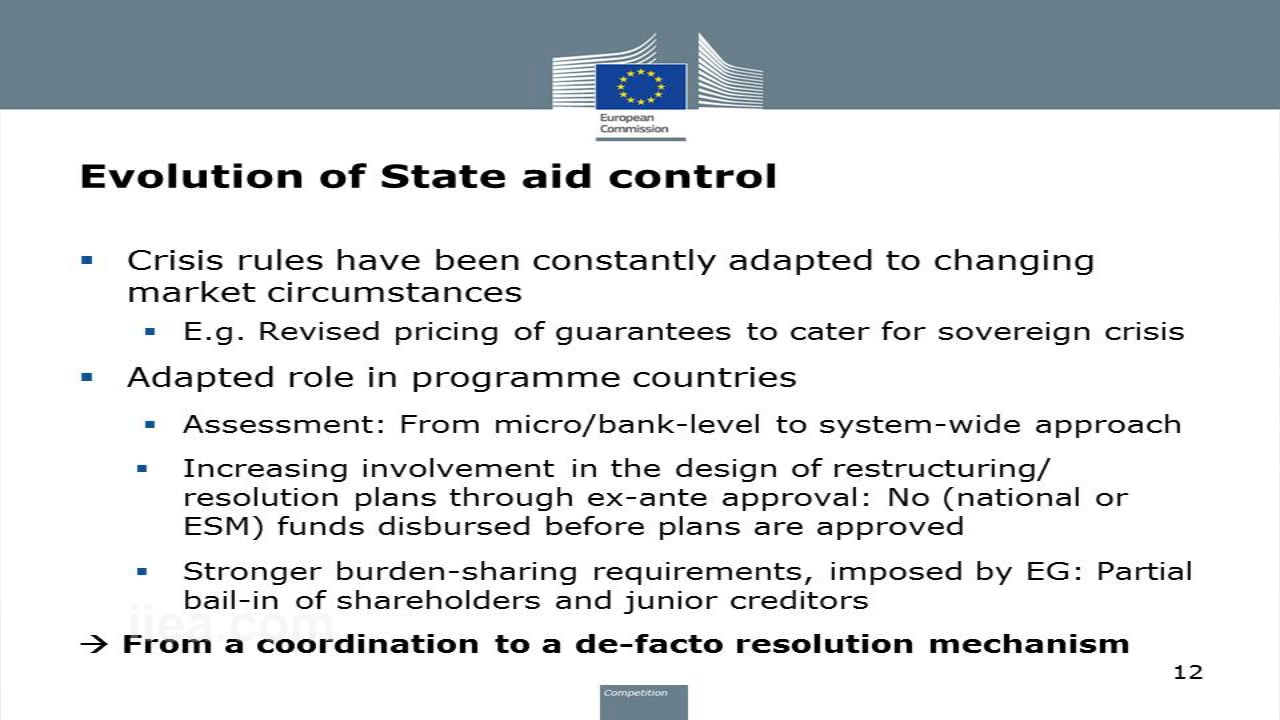 European
Commission
Evolution of State aid control
▪ Crisis rules have been constantly adapted to changing
market circumstances
▪ E.g. Revised pricing of guarantees to cater for sovereign crisis
▪ Adapted role in programme countries
▪ Assessment: From micro/bank-level to system-wide approach
▪ Increasing involvement in the design of restructuring/
resolution plans through ex-ante approval: No (national or
ESM) funds disbursed before plans are approved
▪ Stronger burden-sharing requirements, imposed by EG: Partial
bail-in of shareholders and junior creditors
iiea.com
→ From a coordination to a de-facto resolution mechanism
12
Competition